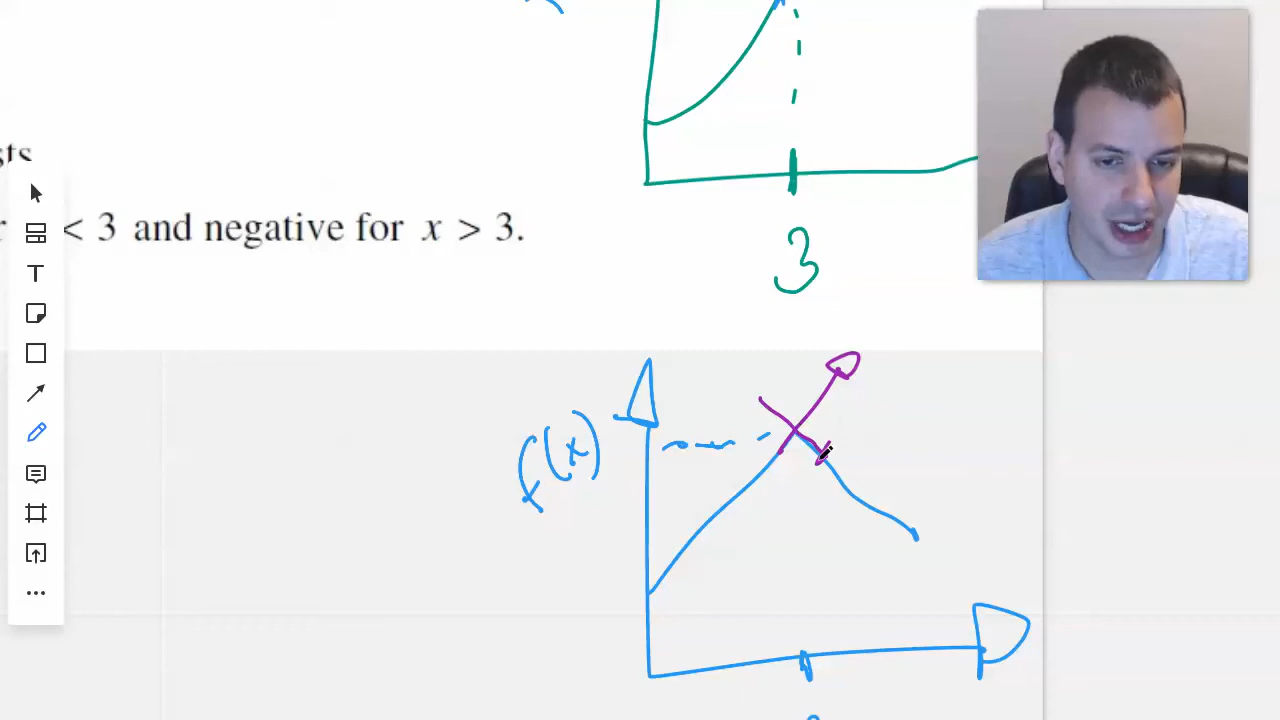 < 3 and negative for x > 3.
3
f(x)
T